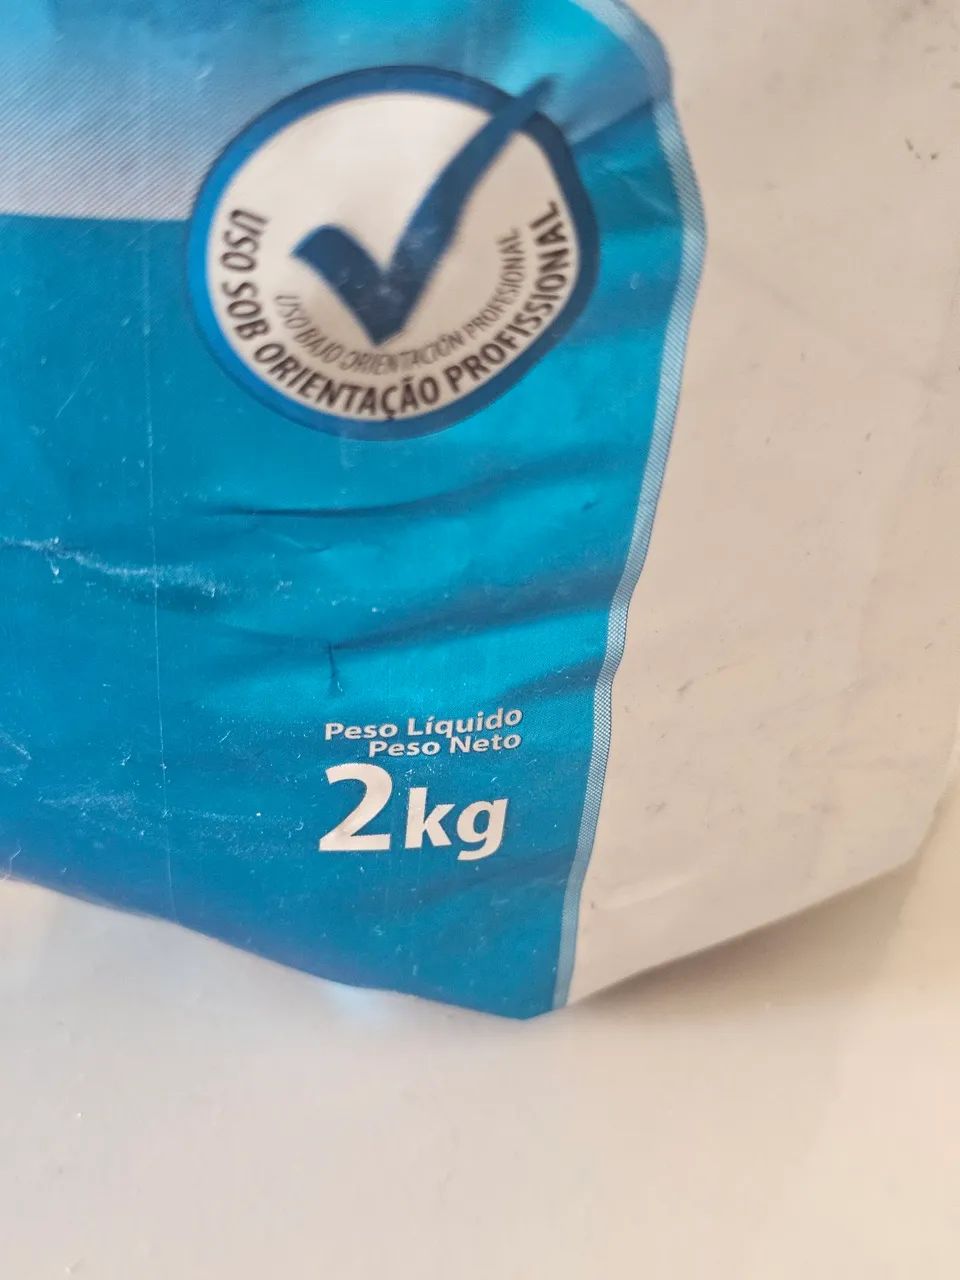 USO SOB ORIENTAÇÃO PROFISSIONAL
USO BAJO ORIENTACIÓN PROFESIONAL
Peso Líquido
Peso Neto
2kg